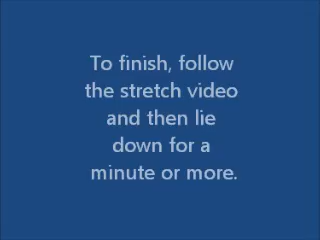 To finish, follow
the stretch video
and then lie
down for a
minute or more.